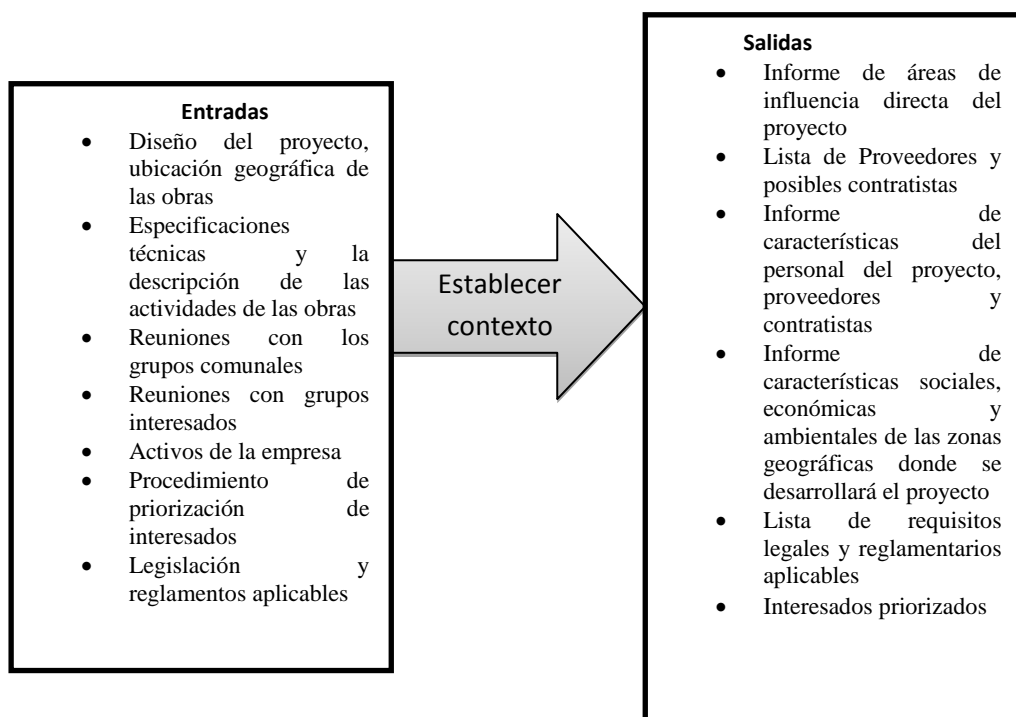 Entradas
• Diseño del proyecto,
ubicación geográfica de
las obras
• Especificaciones
técnicas y la
descripción de las
actividades de las obras
• Reuniones con los
grupos comunales
• Reuniones con grupos
interesados
• Activos de la empresa
• Procedimiento de
priorización de
interesados
• Legislación y
reglamentos aplicables
Establecer
contexto
Salidas
• Informe de áreas de
influencia directa del
proyecto
• Lista de Proveedores y
posibles contratistas
• Informe de
características del
personal del proyecto,
proveedores y
contratistas
• Informe de
características sociales,
económicas y
ambientales de las zonas
geográficas donde se
desarrollará el proyecto
• Lista de requisitos
legales y reglamentarios
aplicables
• Interesados priorizados